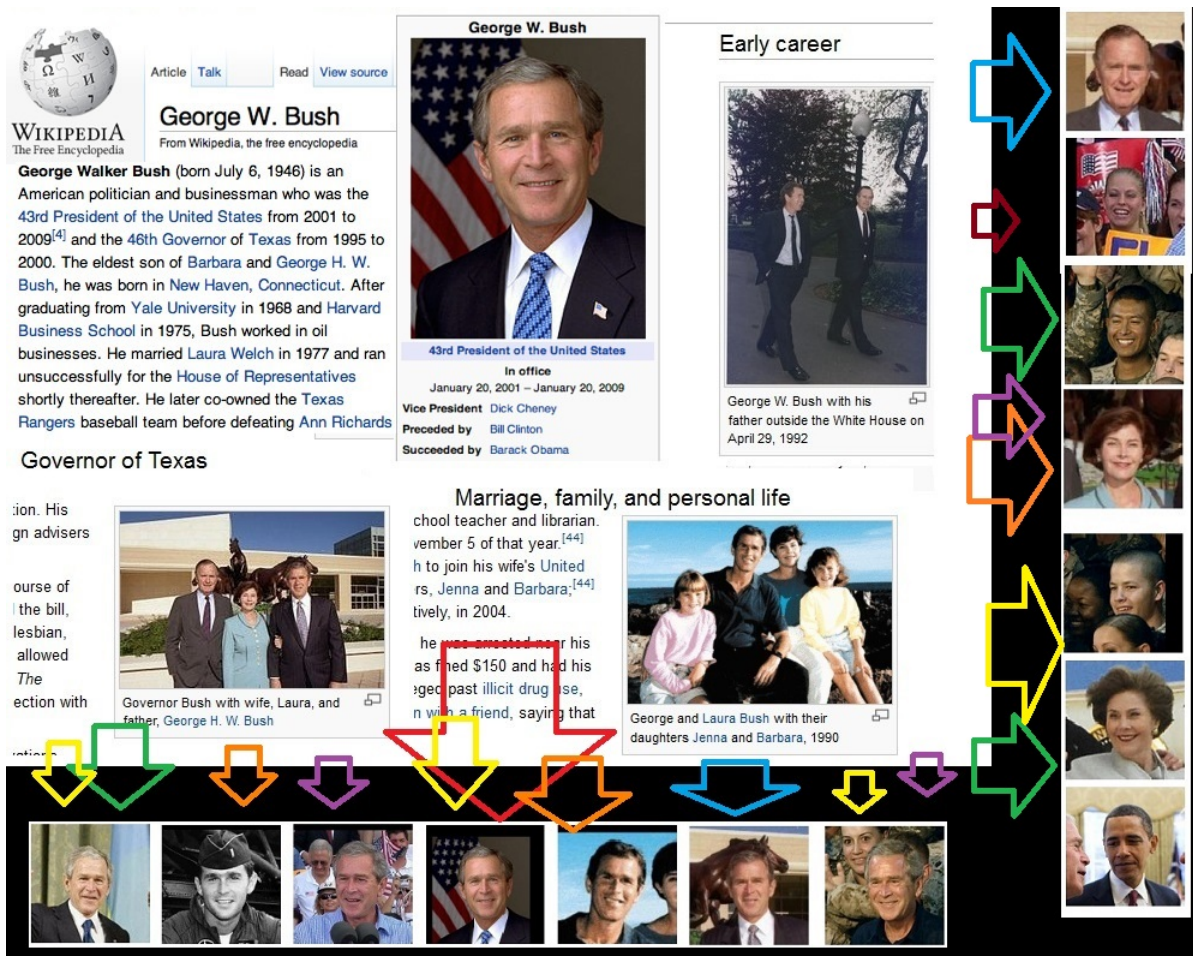 WIKIPEDIA
The Free Encyclopedia
Article Talk Read View source
George W. Bush
From Wikipedia, the free encyclopedia
George Walker Bush (born July 6, 1946) is an
American politician and businessman who was the
43rd President of the United States from 2001 to
2009[4] and the 46th Governor of Texas from 1995 to
2000. The eldest son of Barbara and George H. W.
Bush, he was born in New Haven, Connecticut. After
graduating from Yale University in 1968 and Harvard
Business School in 1975, Bush worked in oil
businesses. He married Laura Welch in 1977 and ran
unsuccessfully for the House of Representatives
shortly thereafter. He later co-owned the Texas
Rangers baseball team before defeating Ann Richards
George W. Bush
43rd President of the United States
In office
January 20, 2001 – January 20, 2009
Vice President Dick Cheney
Preceded by Bill Clinton
Succeeded by Barack Obama
Early career
George W. Bush with his
father outside the White House on
April 29, 1992
Governor of Texas
tion. His
gn advisers
ourse of
the bill,
lesbian,
allowed
The
ection with
Governor Bush with wife, Laura, and
father, George H. W. Bush
Marriage, family, and personal life
chool teacher and librarian.
vember 5 of that year.[44]
h to join his wife's United
rs, Jenna and Barbara;[44]
tively, in 2004.
he was arrested near his
as fined $150 and had his
eged past illicit drug use,
n with a friend, saying that
George and Laura Bush with their
daughters Jenna and Barbara, 1990